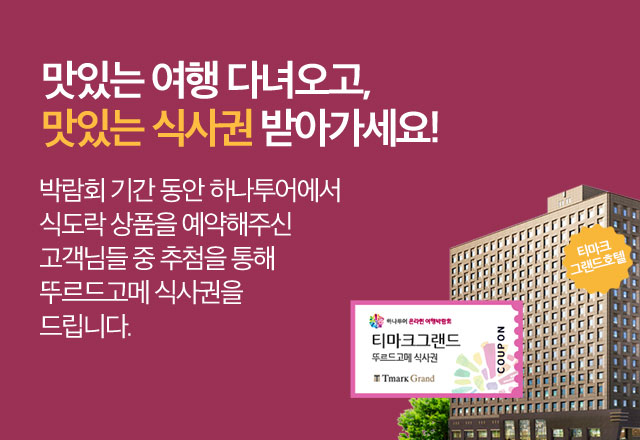 맛있는 여행 다녀오고,
맛있는 식사권 받아가세요!
박람회 기간 동안 하나투어에서
식도락 상품을 예약해주신
고객님들 중 추첨을 통해
뚜르드고메 식사권을
드립니다.
티마크
그랜드호텔
하나투어 온라인 여행박람회
티마크그랜드
뚜르드고메 식사권
T Tmark Grand
COUPON